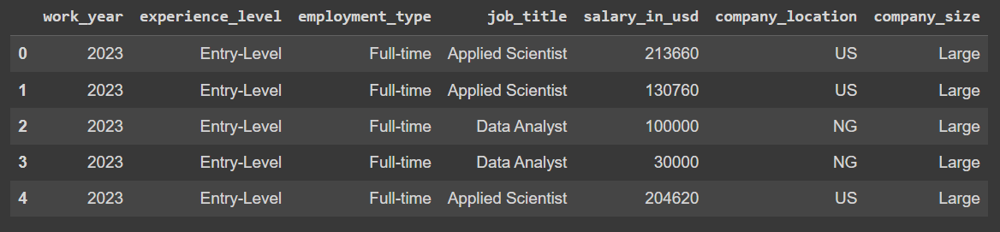 work_year experience_level employment_type job_title salary_in_usd company_location company_size
0 2023 Entry-Level Full-time Applied Scientist 213660 US Large
1 2023 Entry-Level Full-time Applied Scientist 130760 US Large
2 2023 Entry-Level Full-time Data Analyst 100000 NG Large
3 2023 Entry-Level Full-time Data Analyst 30000 NG Large
4 2023 Entry-Level Full-time Applied Scientist 204620 US Large